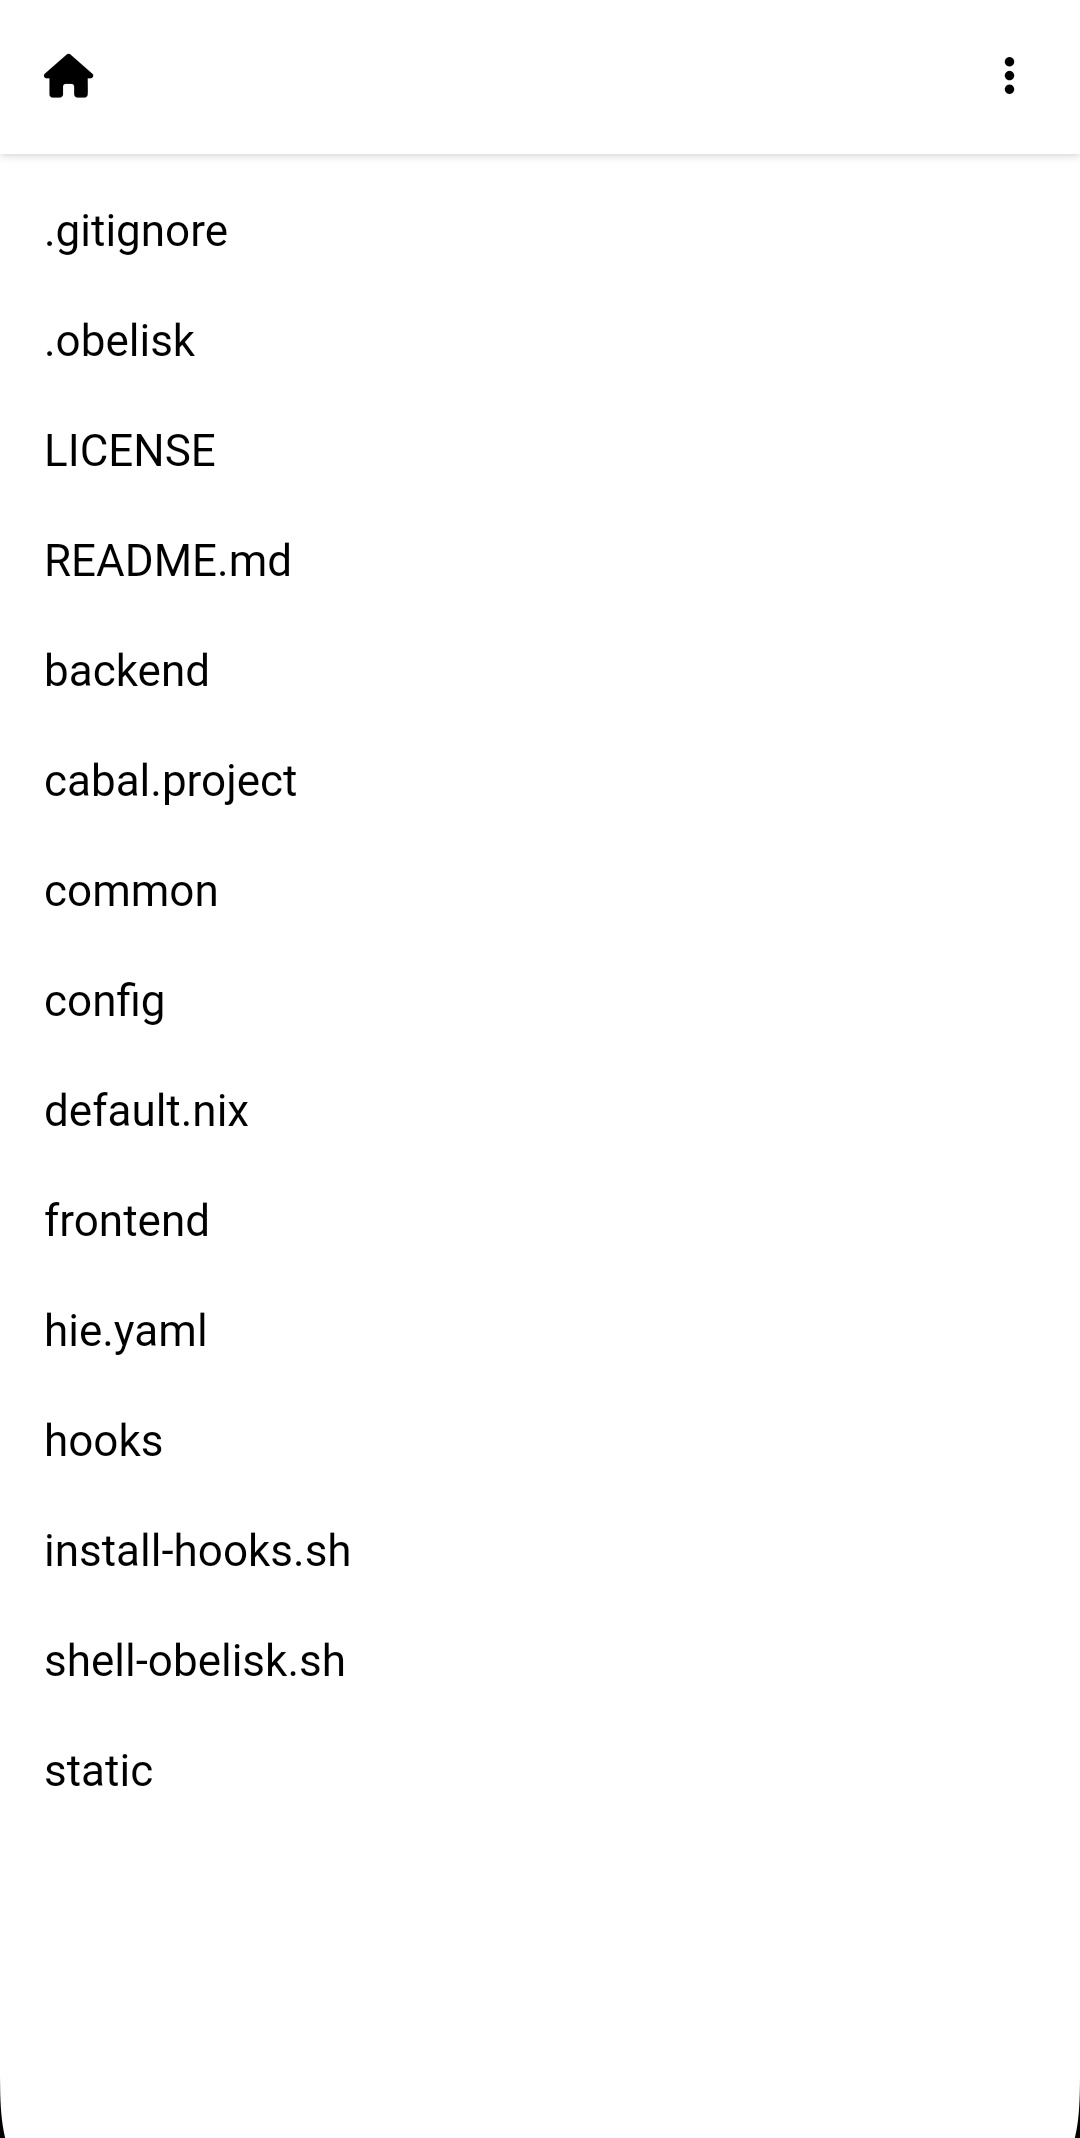 .gitignore
.obelisk
LICENSE
README.md
backend
cabal.project
common
config
default.nix
frontend
hie.yaml
hooks
install-hooks.sh
shell-obelisk.sh
static